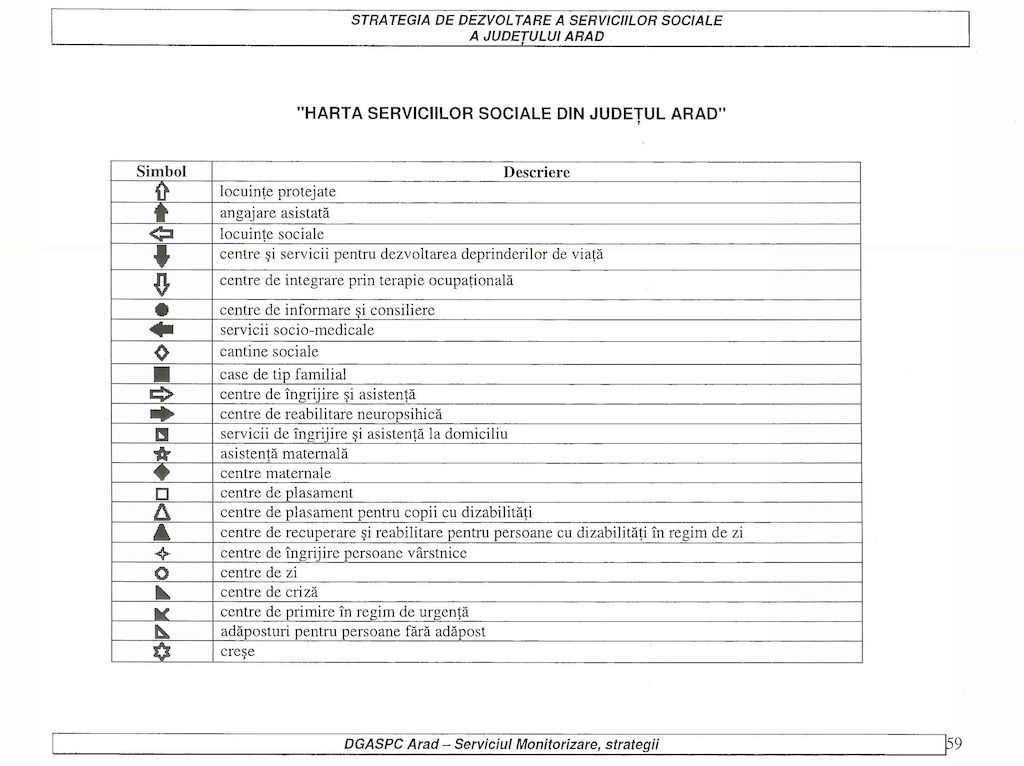 STRATEGIA DE DEZVOLTARE A SERVICIILOR SOCIALE
A JUDEȚULUI ARAD
"HARTA SERVICIILOR SOCIALE DIN JUDEȚUL ARAD"
Simbol Descriere
locuințe protejate
angajare asistată
locuințe sociale
centre și servicii pentru dezvoltarea deprinderilor de viață
centre de integrare prin terapie ocupațională
centre de informare și consiliere
servicii socio-medicale
cantine sociale
case de tip familial
centre de îngrijire și asistență
centre de reabilitare neuropsihică
servicii de îngrijire și asistență la domiciliu
asistență maternală
centre maternale
centre de plasament
centre de plasament pentru copii cu dizabilități
centre de recuperare și reabilitare pentru persoane cu dizabilități în regim de zi
centre de îngrijire persoane vârstnice
centre de zi
centre de criză
centre de primire în regim de urgență
adăposturi pentru persoane fără adăpost
creșe
DGASPC Arad – Serviciul Monitorizare, strategii
59